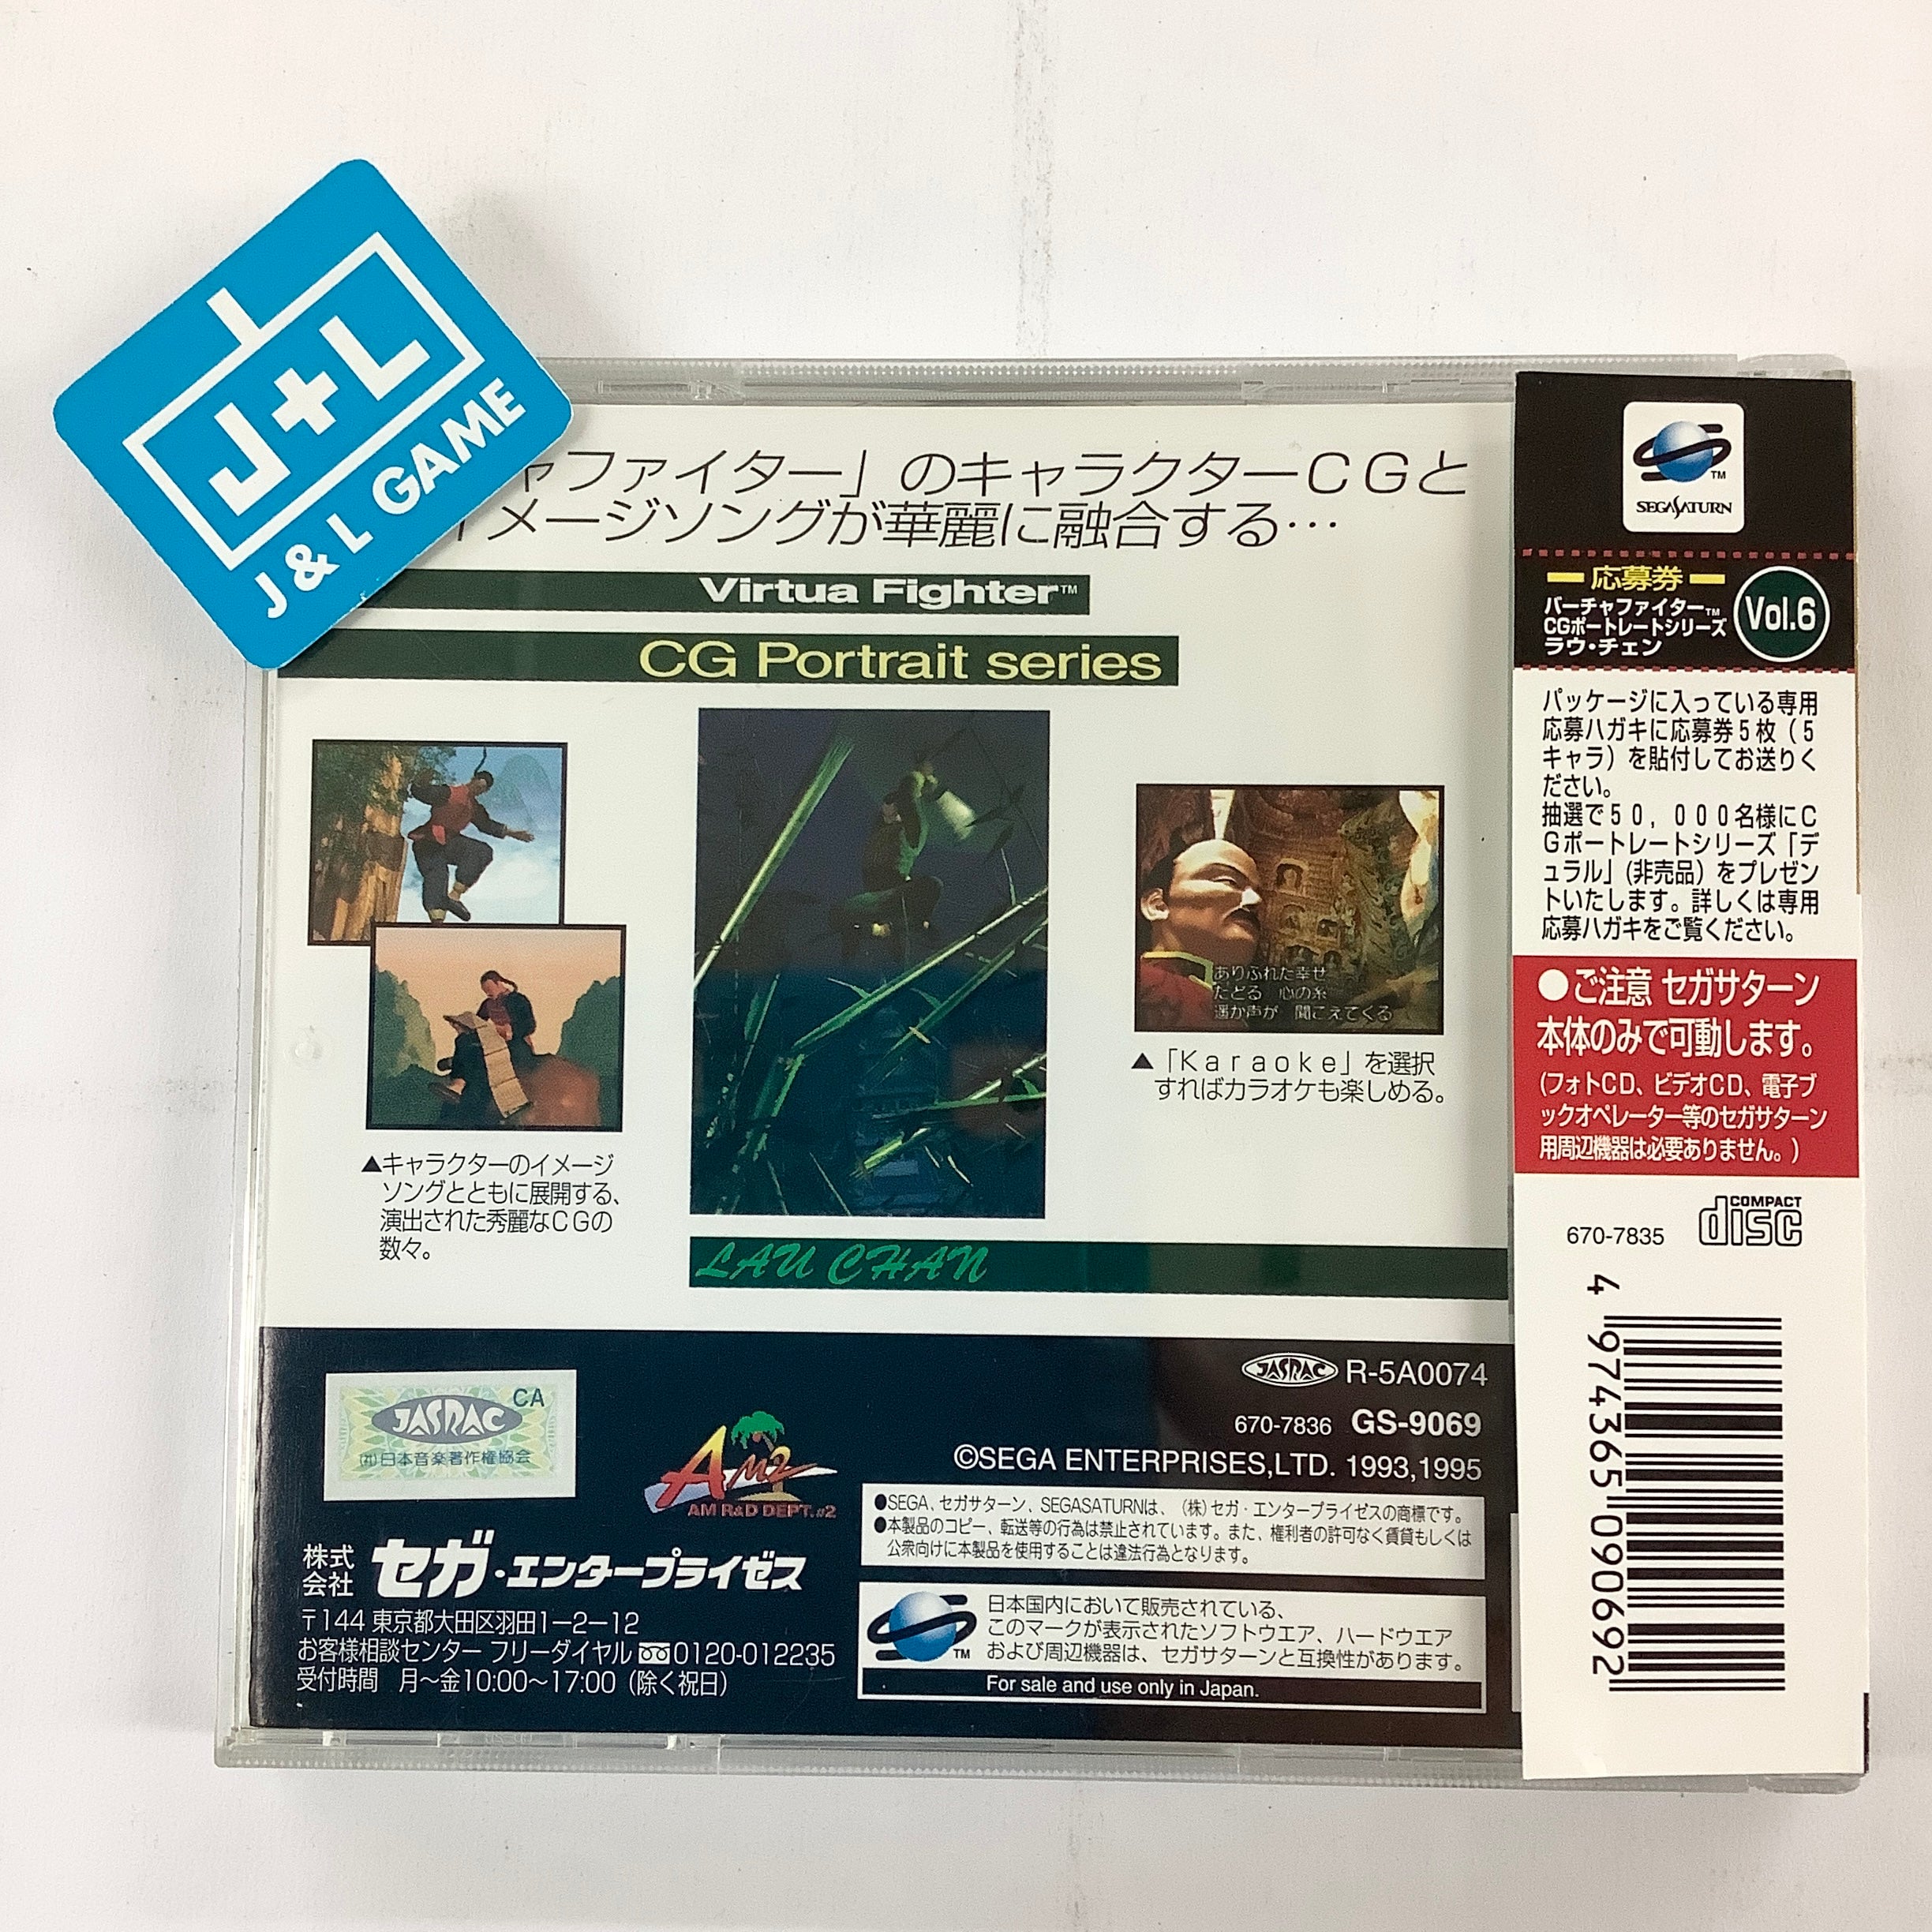 J+L
J & L GAME
ャファイター」のキャラクターCGと
イメージソングが華麗に融合する…
Virtua Fighter™
CG Portrait series
ありふれた幸せ
たどる 心の糸
遥か声が 聞こえてくる
▲「Karaoke」を選択
すればカラオケも楽しめる。
▲キャラクターのイメージ
ソングとともに展開する、
演出された秀麗なCGの
数々。
LAU CHAN
JASRAC CA
(社)日本音楽著作権協会
AM2
AM R&D DEPT.#2
株式会社 セガ・エンタープライゼス
〒144 東京都大田区羽田1-2-12
お客様相談センター フリーダイヤル 0120-012235
受付時間 月〜金10:00〜17:00(除く祝日)
JASRAC R-5A0074
670-7836 GS-9069
©SEGA ENTERPRISES,LTD. 1993,1995
●SEGA、セガサターン、SEGASATURNは、(株)セガ・エンタープライゼスの商標です。
●本製品のコピー、転送等の行為は禁止されています。また、権利者の許可なく賃貸もしくは
公衆向けに本製品を使用することは違法行為となります。
日本国内において販売されている、
このマークが表示されたソフトウエア、ハードウエア
および周辺機器は、セガサターンと互換性があります。
TM
For sale and use only in Japan.
TM
SEGASATURN
応募券
バーチャファイター™
CGポートレートシリーズ
ラウ・チェン
Vol.6
パッケージに入っている専用
応募ハガキに応募券5枚(5
キャラ)を貼付してお送りく
ださい。
抽選で50,000名様にC
Gポートレートシリーズ「デ
ュラル」(非売品)をプレゼン
トいたします。詳しくは専用
応募ハガキをご覧ください。
●ご注意 セガサターン
本体のみで可動します。
(フォトCD、ビデオCD、電子ブ
ックオペレーター等のセガサターン
用周辺機器は必要ありません。)
670-7835
COMPACT disc
4 974365 090692